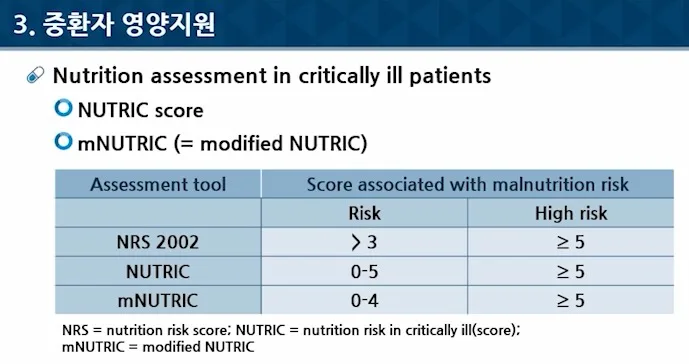 3. 중환자 영양지원
Nutrition assessment in critically ill patients
NUTRIC score
mNUTRIC (= modified NUTRIC)
Assessment tool Score associated with malnutrition risk
Risk High risk
NRS 2002 > 3 ≥ 5
NUTRIC 0-5 ≥ 5
mNUTRIC 0-4 ≥ 5
NRS = nutrition risk score; NUTRIC = nutrition risk in critically ill(score);
mNUTRIC = modified NUTRIC